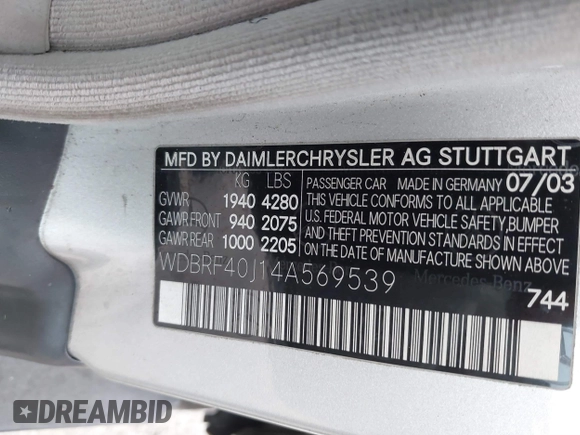 MFD BY DAIMLERCHRYSLER AG STUTTGART
KG LBS
GVWR 1940 4280
GAWR FRONT 940 2075
GAWR REAR 1000 2205
PASSENGER CAR MADE IN GERMANY 07/03
THIS VEHICLE CONFORMS TO ALL APPLICABLE
U.S. FEDERAL MOTOR VEHICLE SAFETY,BUMPER
AND THEFT PREVENTION STANDARDS IN EFFECT
ON THE DATE OF MANUFACTURE SHOWN ABOVE
WDBRF40J14A569539
Mercedes Benz
744
DREAMBID